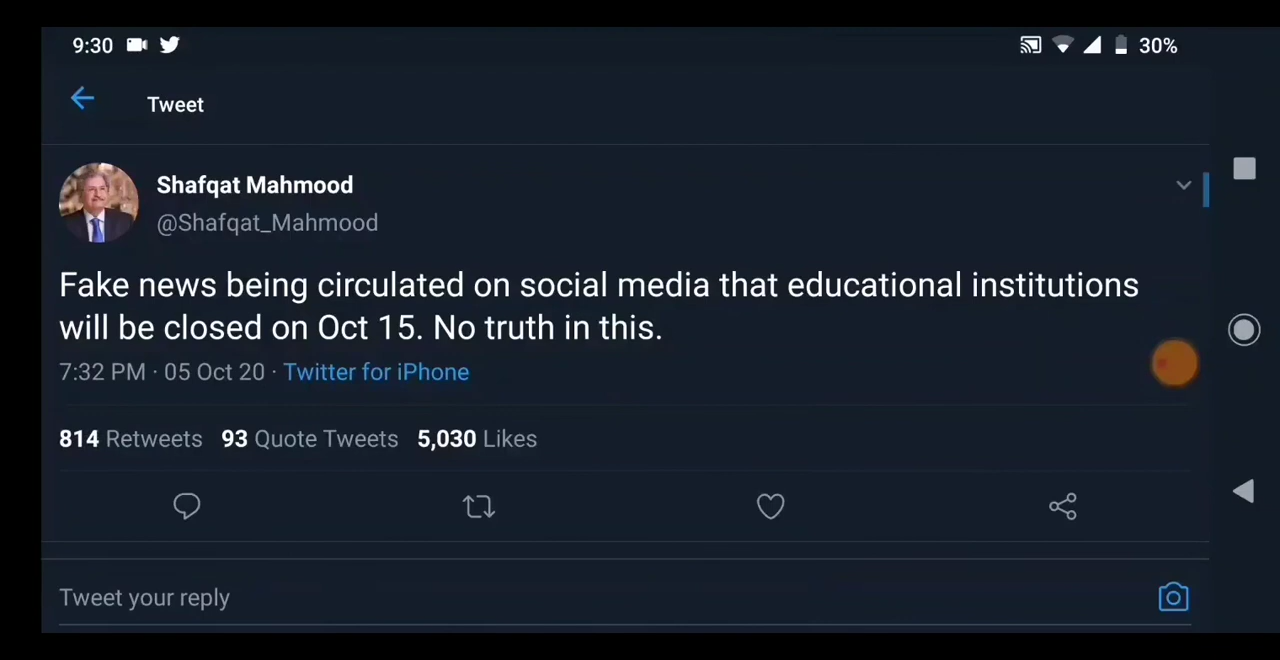 9:30 30%
Tweet
Shafqat Mahmood
@Shafqat_Mahmood
Fake news being circulated on social media that educational institutions
will be closed on Oct 15. No truth in this.
7:32 PM · 05 Oct 20 · Twitter for iPhone
814 Retweets 93 Quote Tweets 5,030 Likes
Tweet your reply